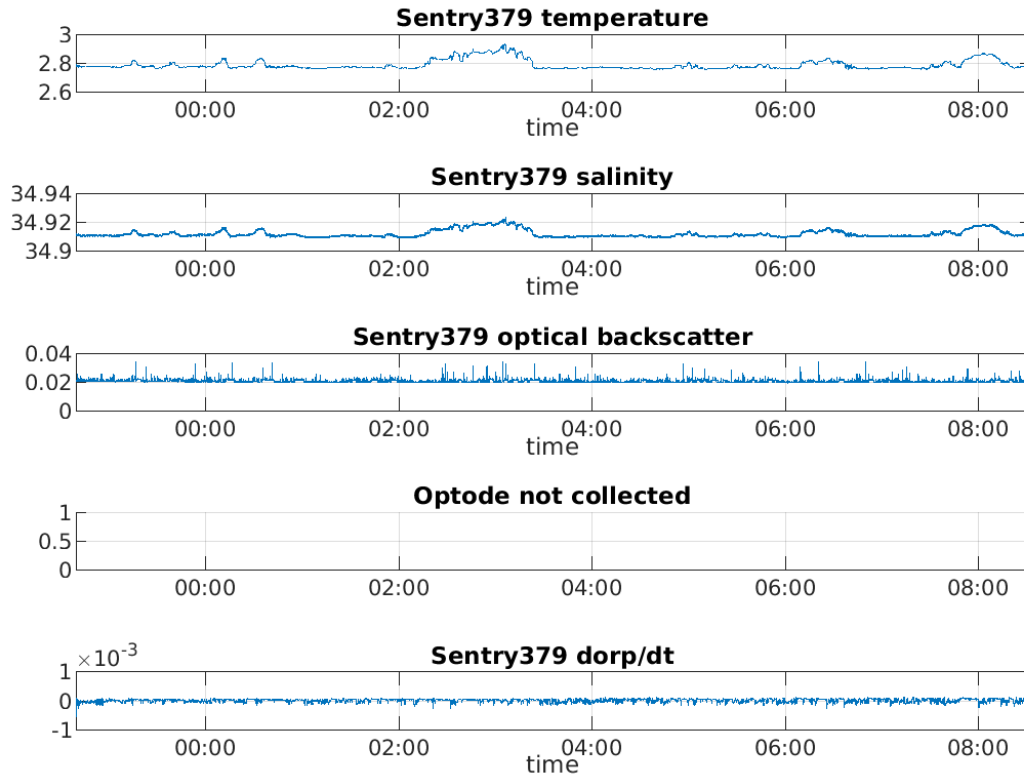 Sentry379 temperature
3
2.8
2.6
00:00 02:00 04:00 06:00 08:00
time
Sentry379 salinity
34.94
34.92
34.9
00:00 02:00 04:00 06:00 08:00
time
Sentry379 optical backscatter
0.04
0.02
0
00:00 02:00 04:00 06:00 08:00
time
Optode not collected
1
0.5
0
00:00 02:00 04:00 06:00 08:00
Sentry379 dorp/dt
×10-3
1
0
-1
00:00 02:00 04:00 06:00 08:00
time